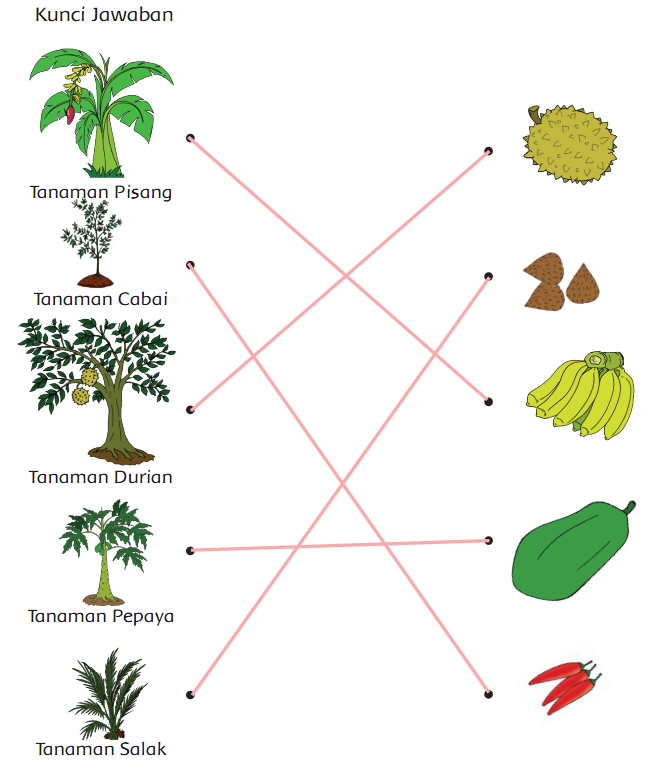 Kunci Jawaban
Tanaman Pisang
Tanaman Cabai
Tanaman Durian
Tanaman Pepaya
Tanaman Salak